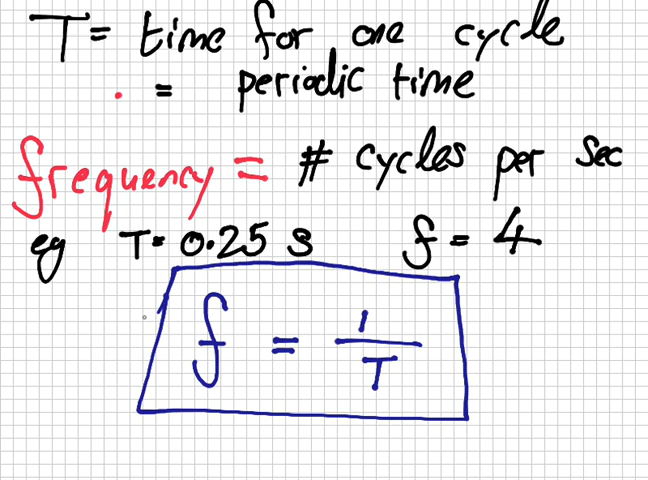 T = time for one cycle
= periodic time
frequency = # cycles per sec
eg T = 0.25 s f = 4
f = 1/T